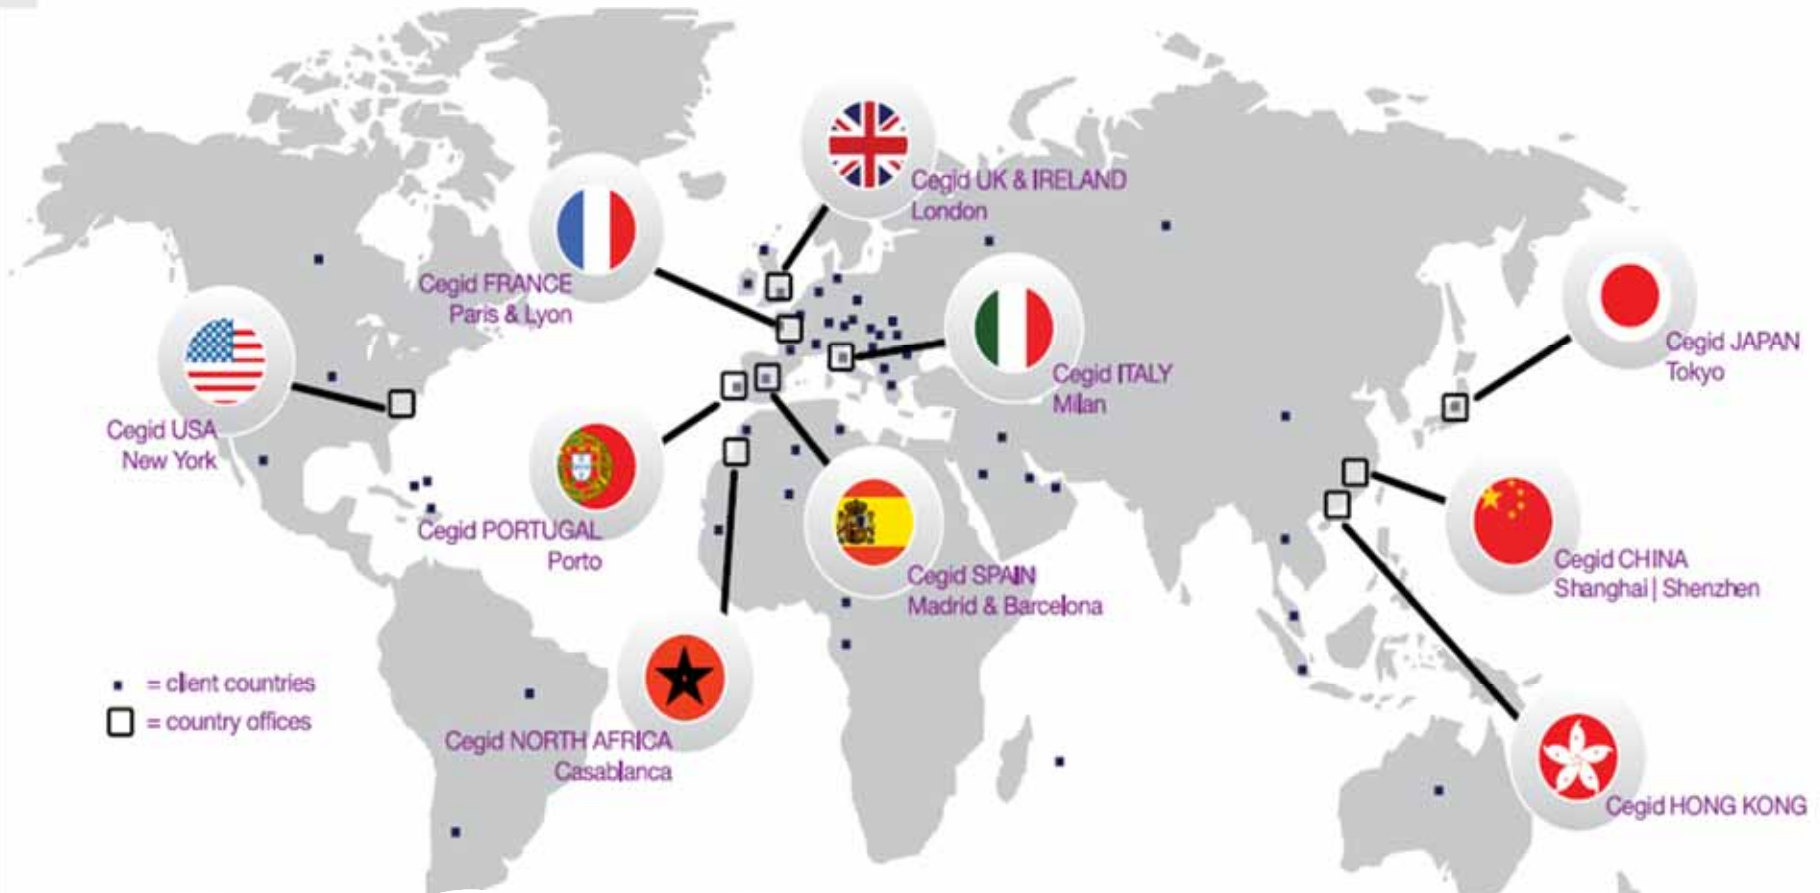 Cegid UK & IRELAND
London
Cegid FRANCE
Paris & Lyon
Cegid USA
New York
Cegid ITALY
Milan
Cegid JAPAN
Tokyo
Cegid PORTUGAL
Porto
Cegid SPAIN
Madrid & Barcelona
Cegid CHINA
Shanghai | Shenzhen
= client countries
= country offices
Cegid NORTH AFRICA
Casablanca
Cegid HONG KONG